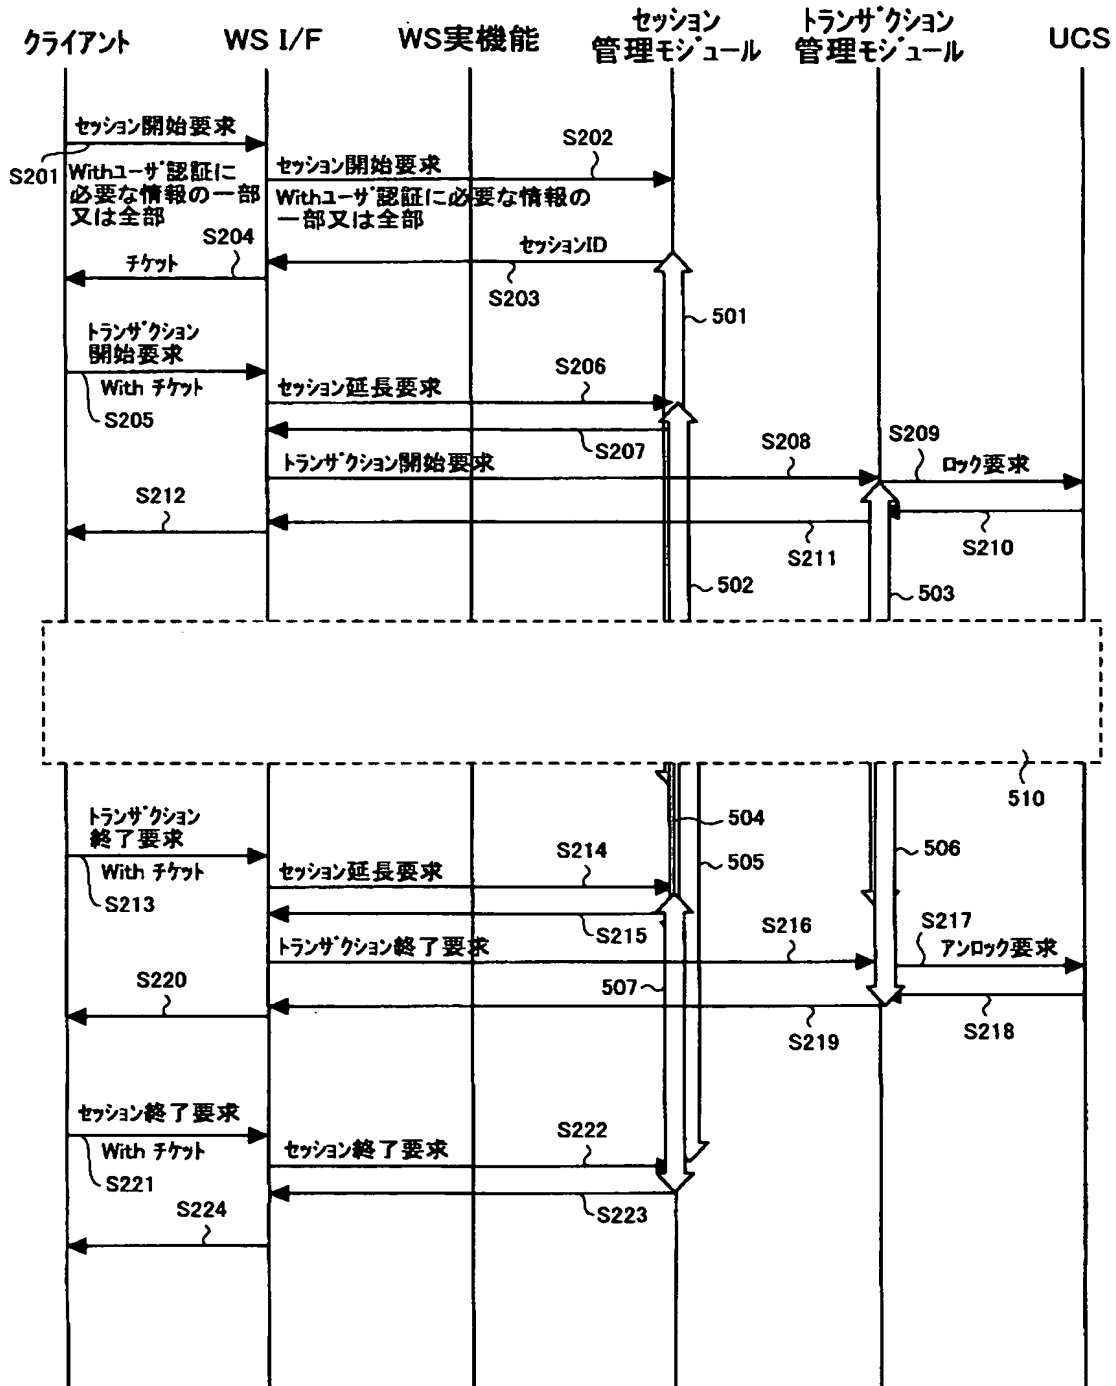 クライアント
WS I/F
WS実機能
セッション
管理モジュール
トランザクション
管理モジュール
UCS
セッション開始要求
S201
Withユーザ認証に
必要な情報の一部
又は全部
S202
セッション開始要求
Withユーザ認証に必要な情報の
一部又は全部
S204
チケット
セッションID
S203
501
トランザクション
開始要求
With チケット
S205
S206
セッション延長要求
S207
S208
トランザクション開始要求
S209
ロック要求
S212
S211
S210
502
503
510
504
505
506
トランザクション
終了要求
With チケット
S213
S214
セッション延長要求
S215
S216
トランザクション終了要求
S217
アンロック要求
S220
507
S219
S218
セッション終了要求
With チケット
S221
S222
セッション終了要求
S223
S224